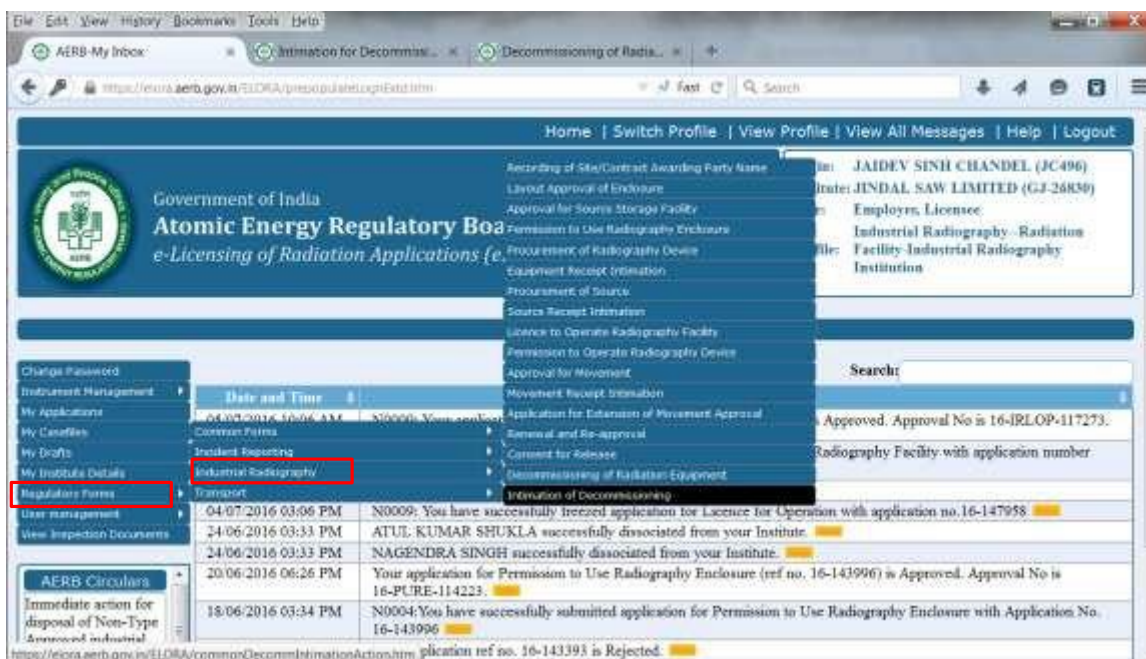 File Edit View History Bookmarks Tools Help
AERB-My Inbox
Intimation for Decommissi...
Decommissioning of Radia...
Fast
Search
Home | Switch Profile | View Profile | View All Messages | Help | Logout
Government of India
Atomic Energy Regulatory Boa
e-Licensing of Radiation Applications (e.
JAIDEV SINH CHANDEL (JC496)
JINDAL SAW LIMITED (GJ-26830)
Employer, Licensee
Industrial Radiography--Radiation
Facility-Industrial Radiography
Institution
Recording of Site/Contract Awarding Party Name
Layout Approval of Enclosure
Approval for Source Storage Facility
Permission to Use Radiography Enclosure
Procurement of Radiography Device
Equipment Receipt Intimation
Procurement of Source
Source Receipt Intimation
Licence to Operate Radiography Facility
Permission to Operate Radiography Device
Approval for Movement
Movement Receipt Intimation
Application for Extension of Movement Approval
Renewal and Re-approval
Consent for Release
Decommissioning of Radiation Equipment
Intimation of Decommissioning
Search:
Change Password
Instrument Management
My Applications
My Casefiles
My Drafts
My Institute Details
Regulatory Forms
User management
View Inspection Documents
Common Forms
Incident Reporting
Industrial Radiography
Transport
Date and Time
Approved. Approval No is 16-IRLOP-117273.
Radiography Facility with application number
04/07/2016 03:06 PM N0009: You have successfully freezed application for Licence for Operation with application no.16-147958
24/06/2016 03:33 PM ATUL KUMAR SHUKLA successfully dissociated from your Institute.
24/06/2016 03:33 PM NAGENDRA SINGH successfully dissociated from your Institute.
20/06/2016 06:26 PM Your application for Permission to Use Radiography Enclosure (ref no. 16-143996) is Approved. Approval No is
16-PURE-114223.
18/06/2016 03:34 PM N0004:You have successfully submitted application for Permission to Use Radiography Enclosure with Application No.
16-143996
AERB Circulars
Immediate action for
disposal of Non-Type
Approved industrial
https://elora.aerb.gov.in/ELORA/commonDecommIntimationAction.htm plication ref no. 16-143393 is Rejected.